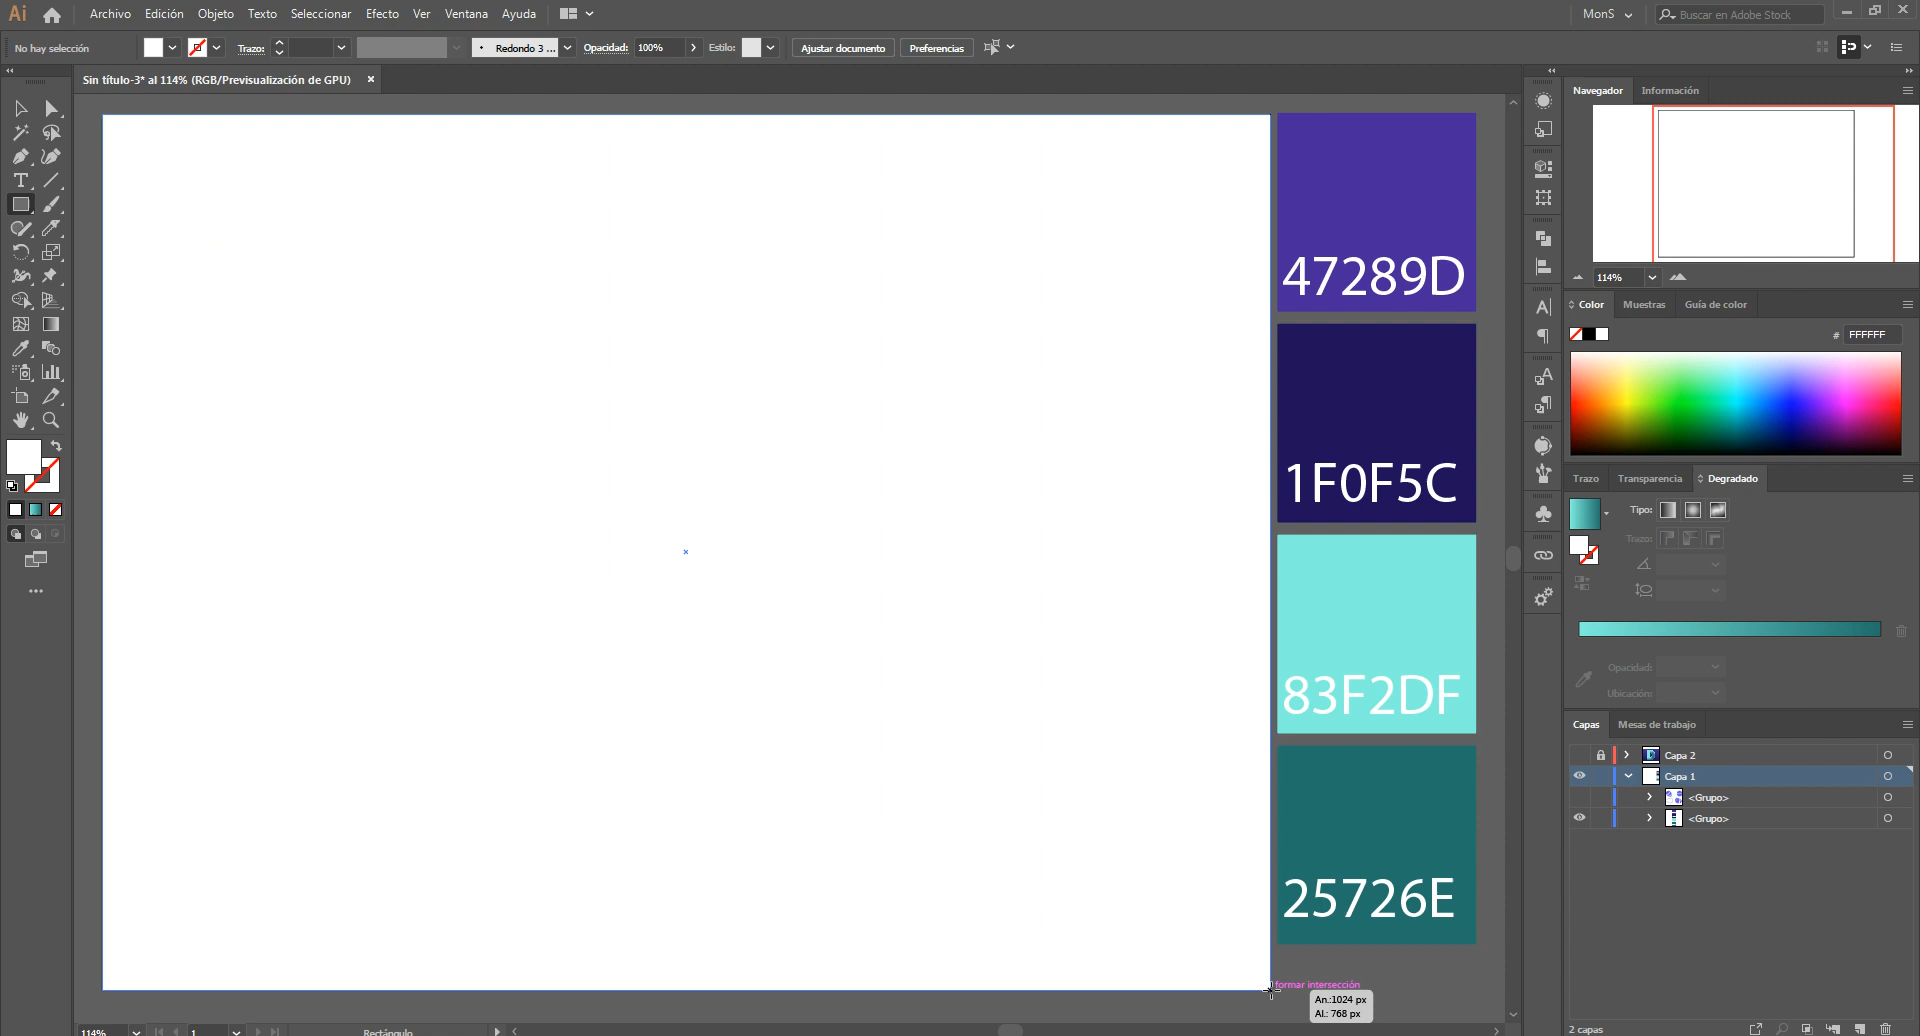 Ai Archivo Edición Objeto Texto Seleccionar Efecto Ver Ventana Ayuda MonS Buscar en Adobe Stock
No hay selección Trazo: Redondo 3 ... Opacidad: 100% Estilo: Ajustar documento Preferencias
Sin título-3* al 114% (RGB/Previsualización de GPU)
Navegador Información
114%
Color Muestras Guía de color
# FFFFFF
Trazo Transparencia Degradado
Tipo:
Trazo:
Opacidad:
Ubicación:
Capas Mesas de trabajo
Capa 2
Capa 1
<Grupo>
<Grupo>
2 capas
47289D
1F0F5C
83F2DF
25726E
formar intersección
An.:1024 px
Al.: 768 px
114% 1 Rectángulo